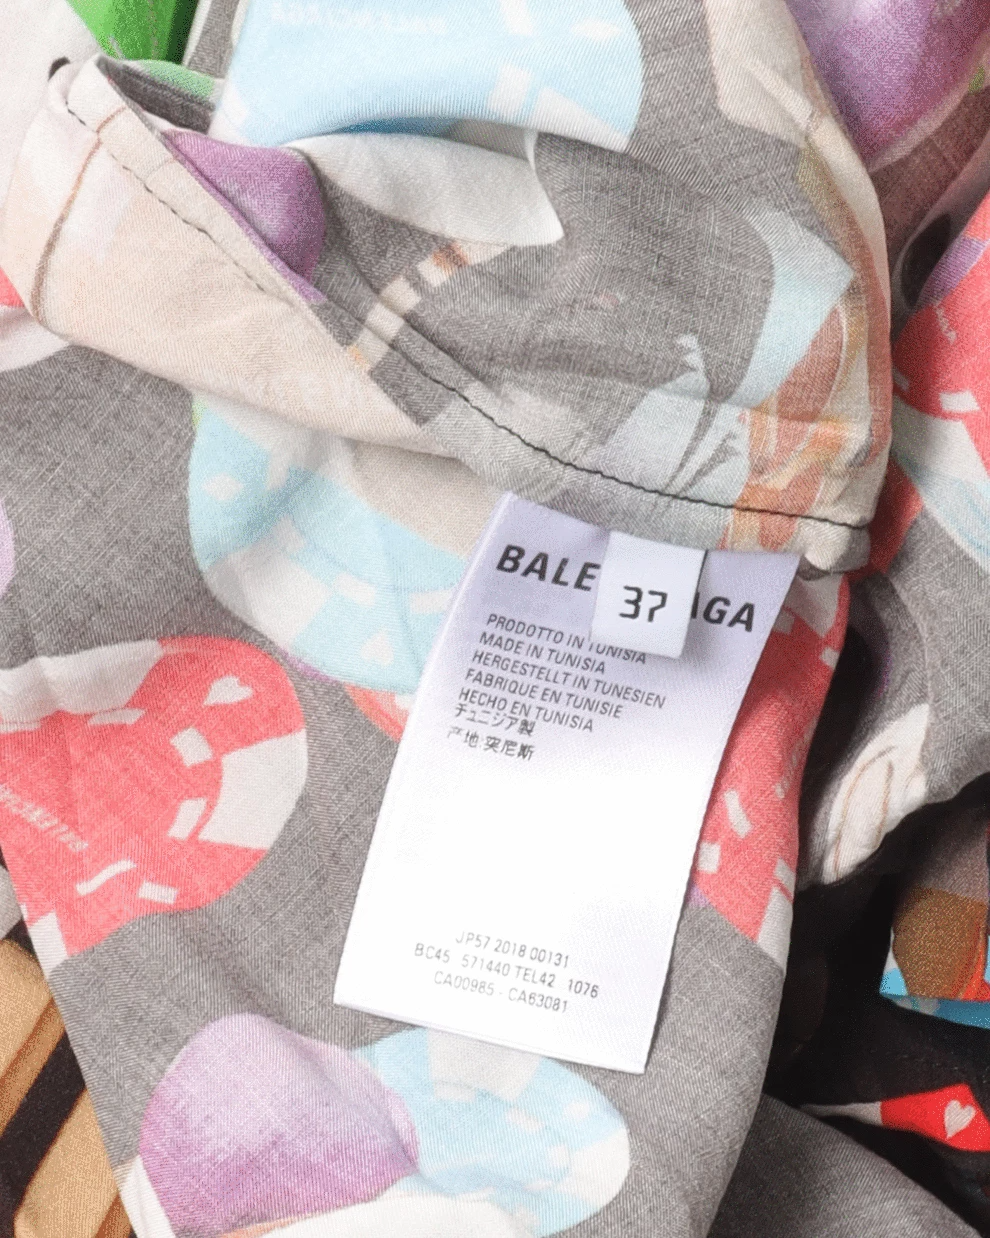 BALE AGA
37
PRODOTTO IN TUNISIA
MADE IN TUNISIA
HERGESTELLT IN TUNESIEN
FABRIQUE EN TUNISIE
HECHO EN TUNISIA
チュニジア製
产地:突尼斯
JP57 2018 00131
BC45 571440 TEL42 1076
CA00985 - CA63081